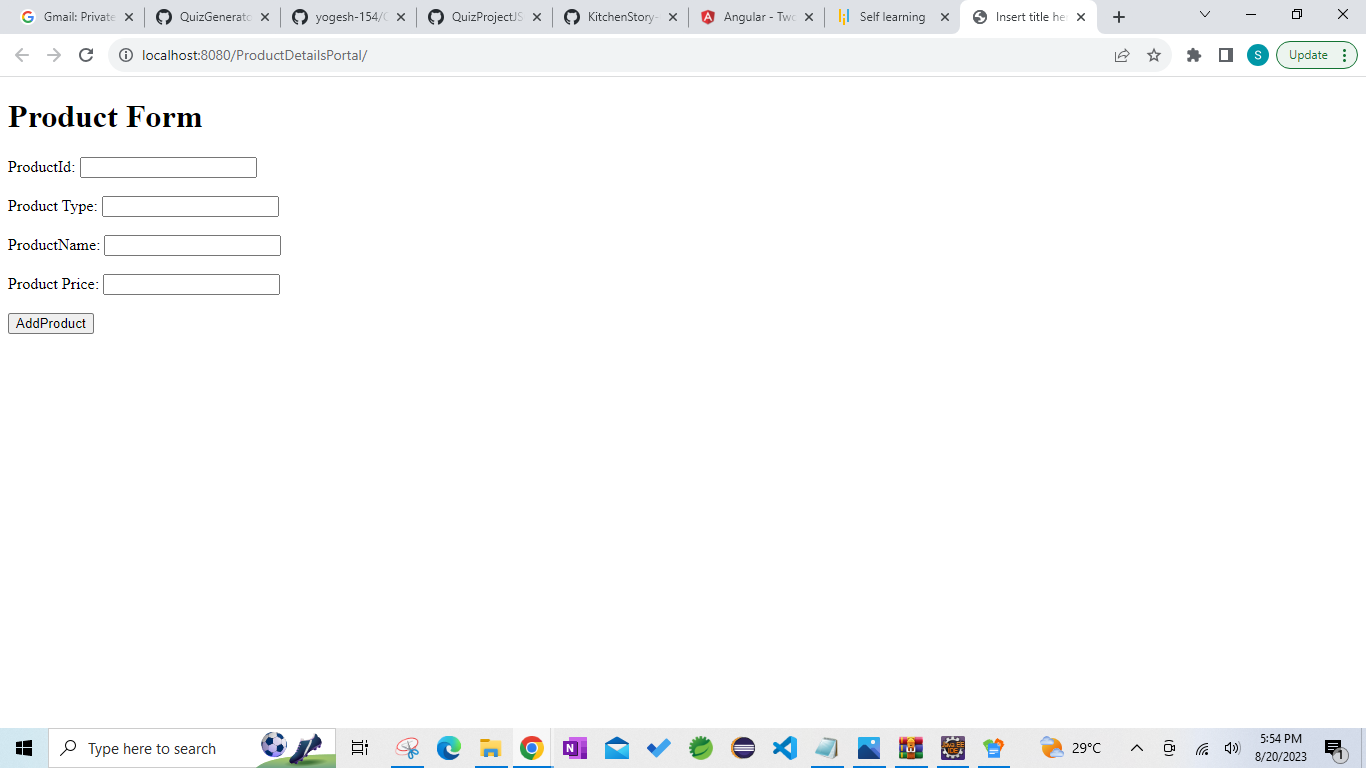 Gmail: Private
QuizGenerato
yogesh-154/
QuizProjectJS
KitchenStory-
Angular - Two
Self learning
Insert title he
localhost:8080/ProductDetailsPortal/
S
Update
Product Form
ProductId:
Product Type:
ProductName:
Product Price:
AddProduct
Type here to search
N
29°C
5:54 PM
8/20/2023
1